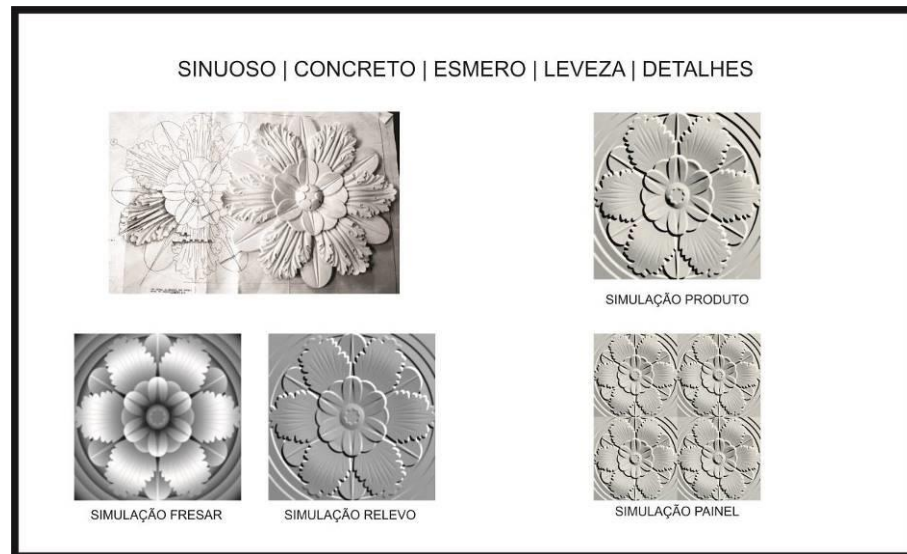 SINUOSO | CONCRETO | ESMERO | LEVEZA | DETALHES
SIMULAÇÃO PRODUTO
SIMULAÇÃO FRESAR
SIMULAÇÃO RELEVO
SIMULAÇÃO PAINEL